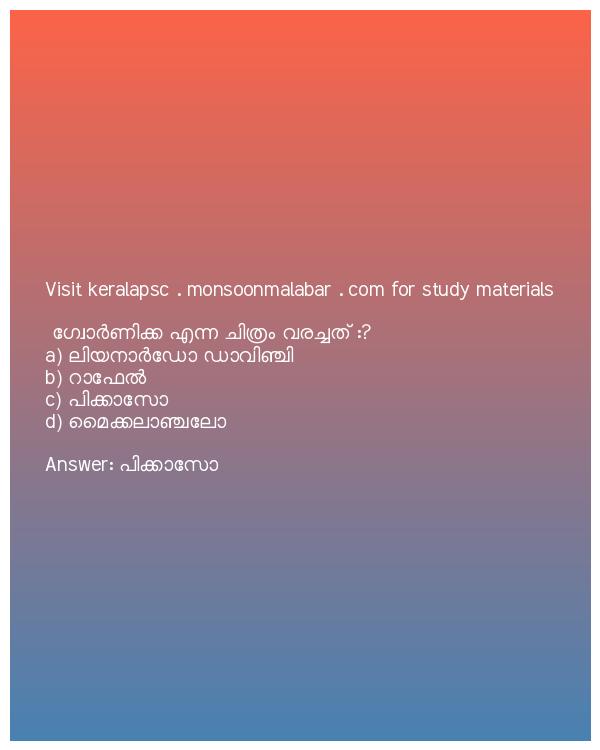 Visit keralapsc . monsoonmalabar . com for study materials
ഗ്വോർണിക്ക എന്ന ചിത്രം വരച്ചത് :?
a) ലിയനാർഡോ ഡാവിഞ്ചി
b) റാഫേൽ
c) പിക്കാസോ
d) മൈക്കലാഞ്ചലോ
Answer: പിക്കാസോ